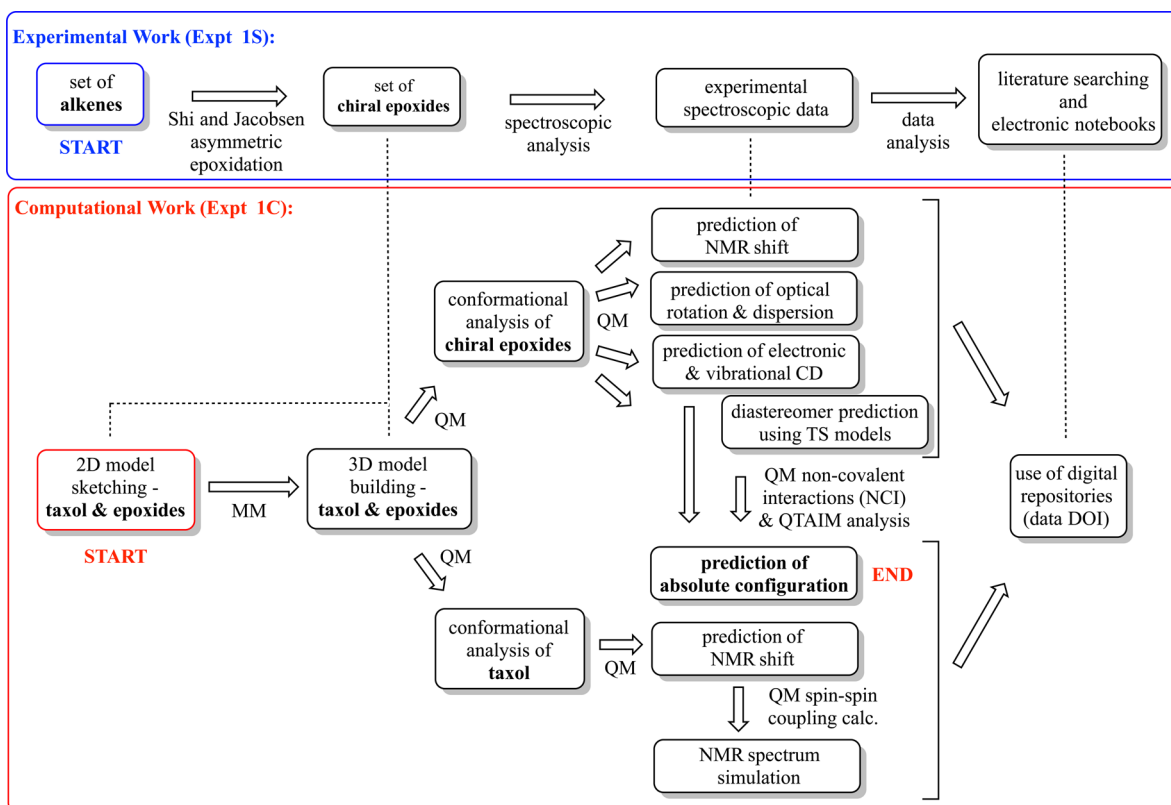 Experimental Work (Expt 1S):
set of
alkenes
START
Shi and Jacobsen
asymmetric
epoxidation
set of
chiral epoxides
spectroscopic
analysis
experimental
spectroscopic data
data
analysis
literature searching
and
electronic notebooks
Computational Work (Expt 1C):
2D model
sketching -
taxol & epoxides
START
MM
3D model
building -
taxol & epoxides
QM
conformational
analysis of
chiral epoxides
QM
prediction of
NMR shift
prediction of optical
rotation & dispersion
prediction of electronic
& vibrational CD
diastereomer prediction
using TS models
QM non-covalent
interactions (NCI)
& QTAIM analysis
prediction of
absolute configuration
END
QM
conformational
analysis of
taxol
QM
prediction of
NMR shift
QM spin-spin
coupling calc.
NMR spectrum
simulation
use of digital
repositories
(data DOI)